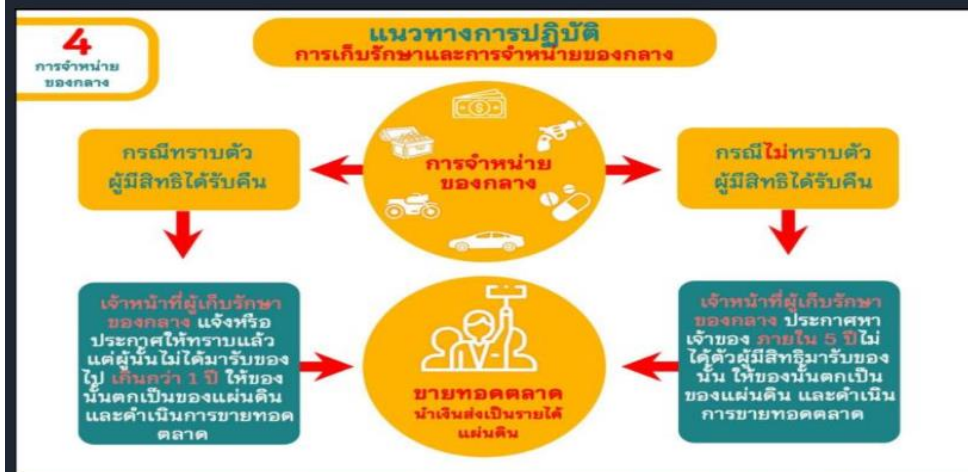 4
การจำหน่าย
ของกลาง
แนวทางการปฏิบัติ
การเก็บรักษาและการจำหน่ายของกลาง
กรณีทราบตัว
ผู้มีสิทธิได้รับคืน
การจำหน่าย
ของกลาง
กรณีไม่ทราบตัว
ผู้มีสิทธิได้รับคืน
เจ้าหน้าที่ผู้เก็บรักษา
ของกลาง แจ้งหรือ
ประกาศให้ทราบแล้ว
แต่ผู้นั้นไม่ได้มารับของ
ไป เกินกว่า 1 ปี ให้ของ
นั้นตกเป็นของแผ่นดิน
และดำเนินการขายทอด
ตลาด
ขายทอดตลาด
นำเงินส่งเป็นรายได้
แผ่นดิน
เจ้าหน้าที่ผู้เก็บรักษา
ของกลาง ประกาศหา
เจ้าของ ภายใน 5 ปีไม่
ได้ตัวผู้มีสิทธิมารับของ
นั้น ให้ของนั้นตกเป็น
ของแผ่นดิน และดำเนิน
การขายทอดตลาด